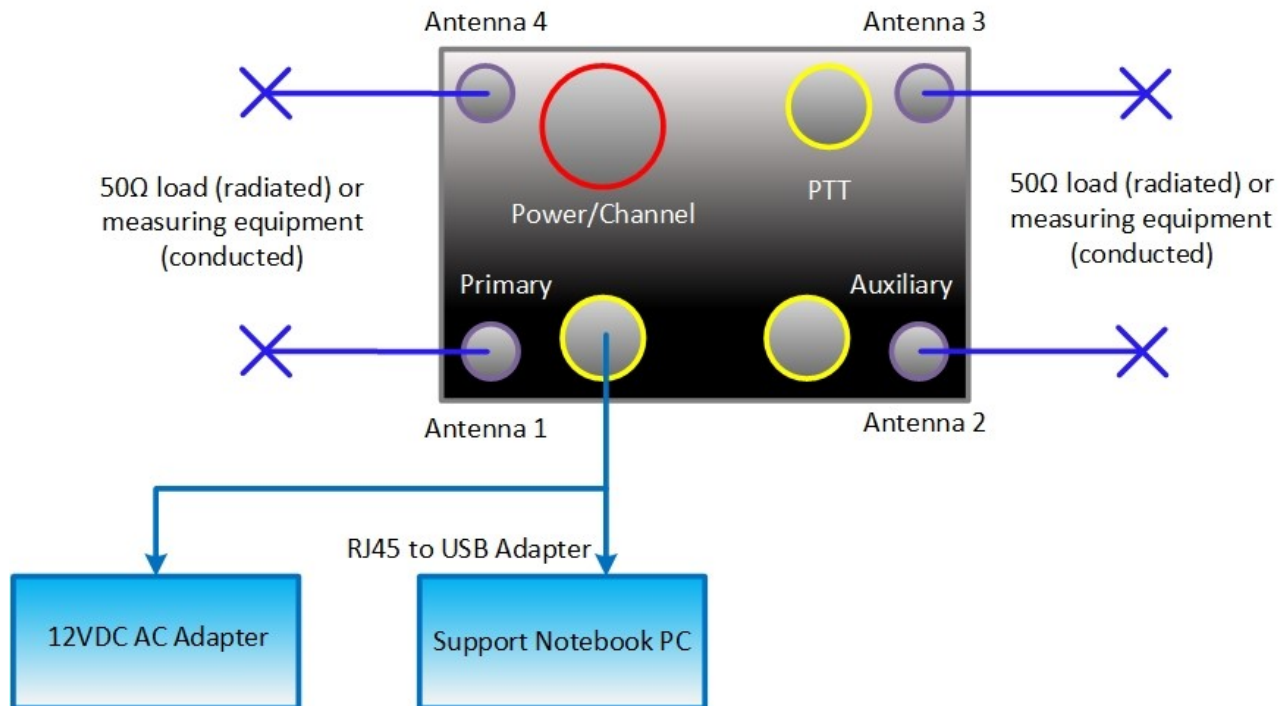 Antenna 4
Antenna 3
50Ω load (radiated) or
measuring equipment
(conducted)
Power/Channel
PTT
50Ω load (radiated) or
measuring equipment
(conducted)
Primary
Auxiliary
Antenna 1
Antenna 2
RJ45 to USB Adapter
12VDC AC Adapter
Support Notebook PC